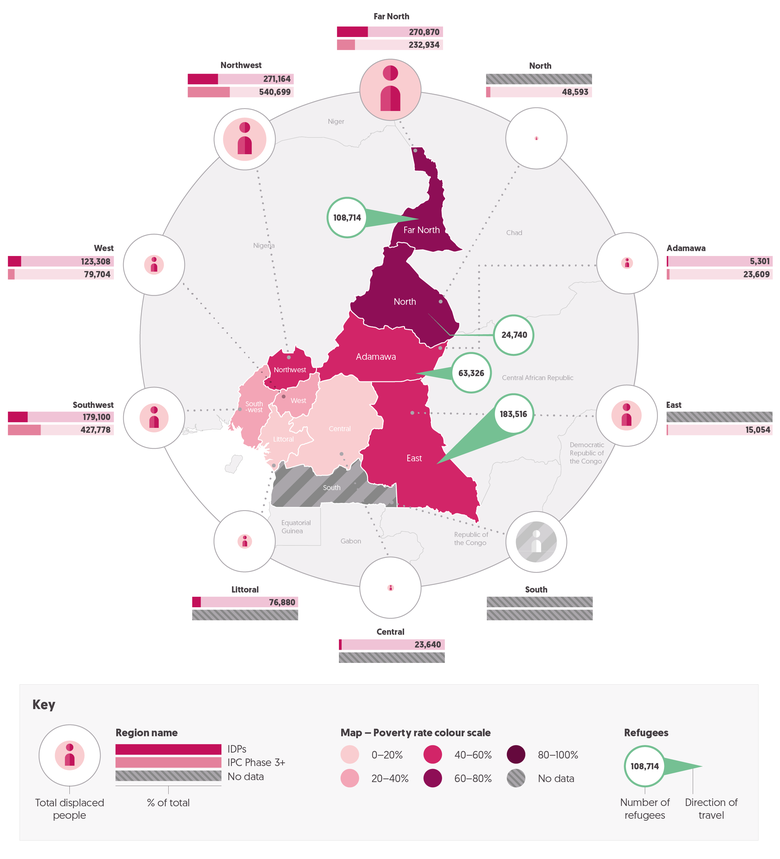 Far North
270,870
232,934
Northwest
271,164
540,699
North
48,593
Niger
108,714
Far North
Chad
Nigeria
West
123,308
79,704
Adamawa
5,301
23,609
North
24,740
Adamawa
63,326
Central African Republic
Northwest
South
west
West
Southwest
179,100
427,778
183,516
East
15,054
Littoral
Central
East
Democratic
Republic of
the Congo
South
Equatorial
Guinea
Gabon
Republic of
the Congo
Littoral
76,880
South
Central
23,640
Key
Region name
IDPs
IPC Phase 3+
No data
Total displaced
people
% of total
Map – Poverty rate colour scale
0–20%
40–60%
80–100%
20–40%
60–80%
No data
Refugees
108,714
Number of
refugees
Direction of
travel